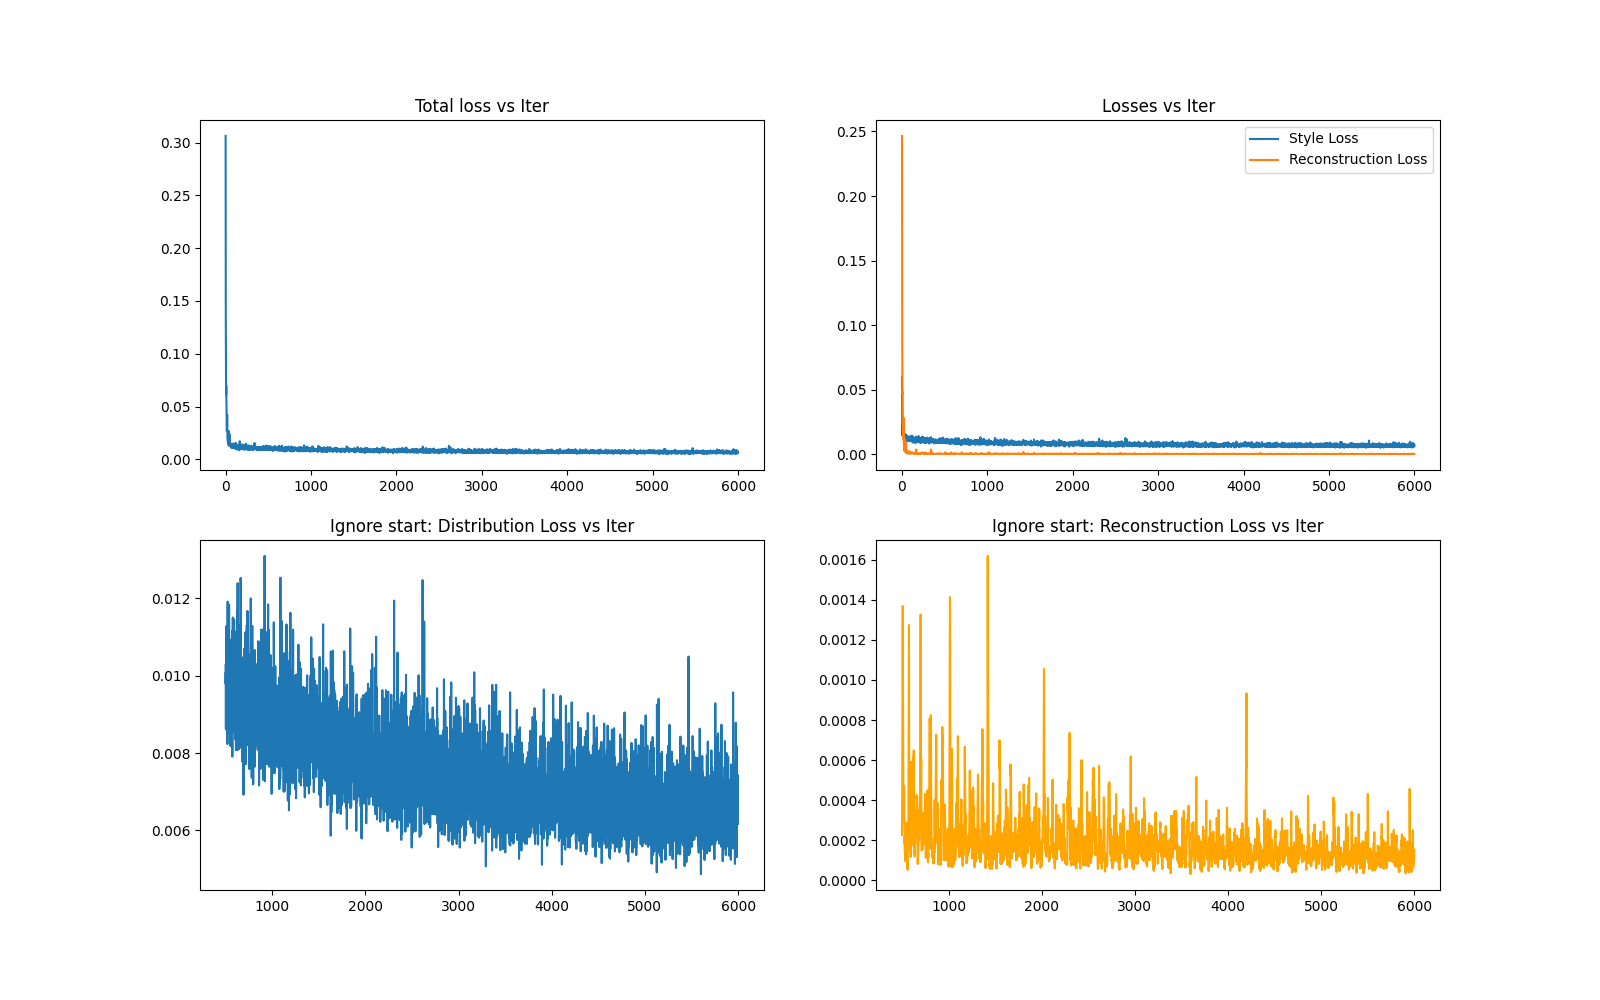 Total loss vs Iter
0.30
0.25
0.20
0.15
0.10
0.05
0.00
0 1000 2000 3000 4000 5000 6000
Losses vs Iter
Style Loss
Reconstruction Loss
0.25
0.20
0.15
0.10
0.05
0.00
0 1000 2000 3000 4000 5000 6000
Ignore start: Distribution Loss vs Iter
0.012
0.010
0.008
0.006
1000 2000 3000 4000 5000 6000
Ignore start: Reconstruction Loss vs Iter
0.0016
0.0014
0.0012
0.0010
0.0008
0.0006
0.0004
0.0002
0.0000
1000 2000 3000 4000 5000 6000